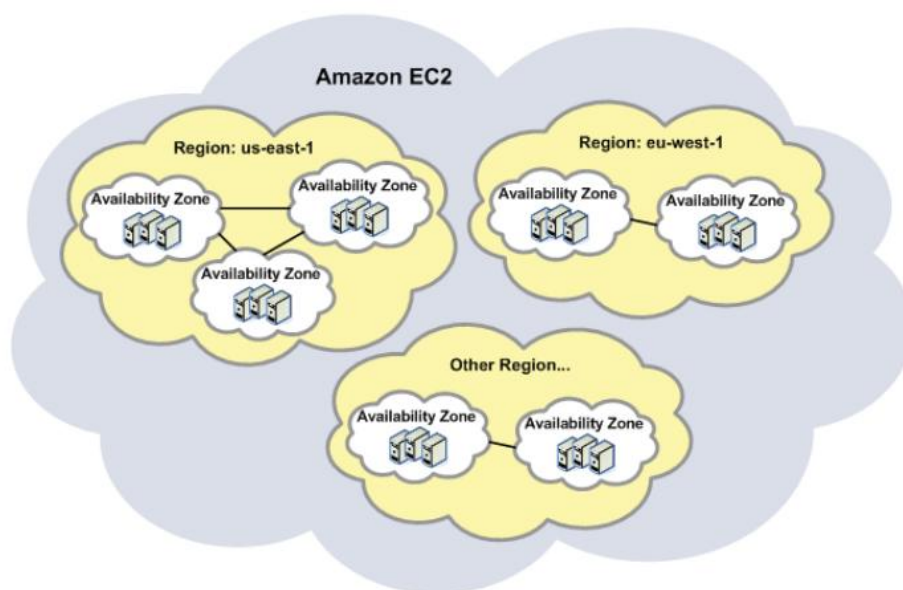 Amazon EC2
Region: us-east-1
Availability Zone
Availability Zone
Availability Zone
Region: eu-west-1
Availability Zone
Availability Zone
Other Region...
Availability Zone
Availability Zone